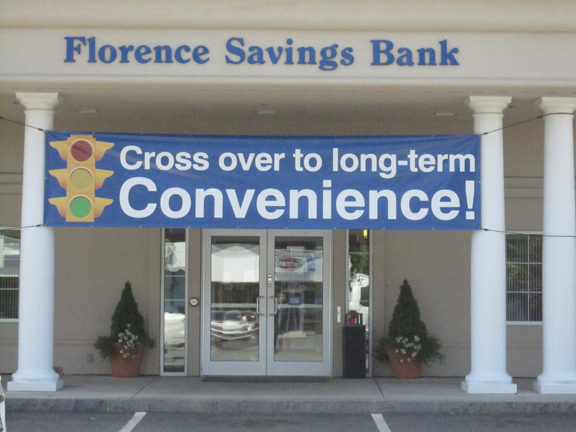 Florence Savings Bank
Cross over to long-term
Convenience!